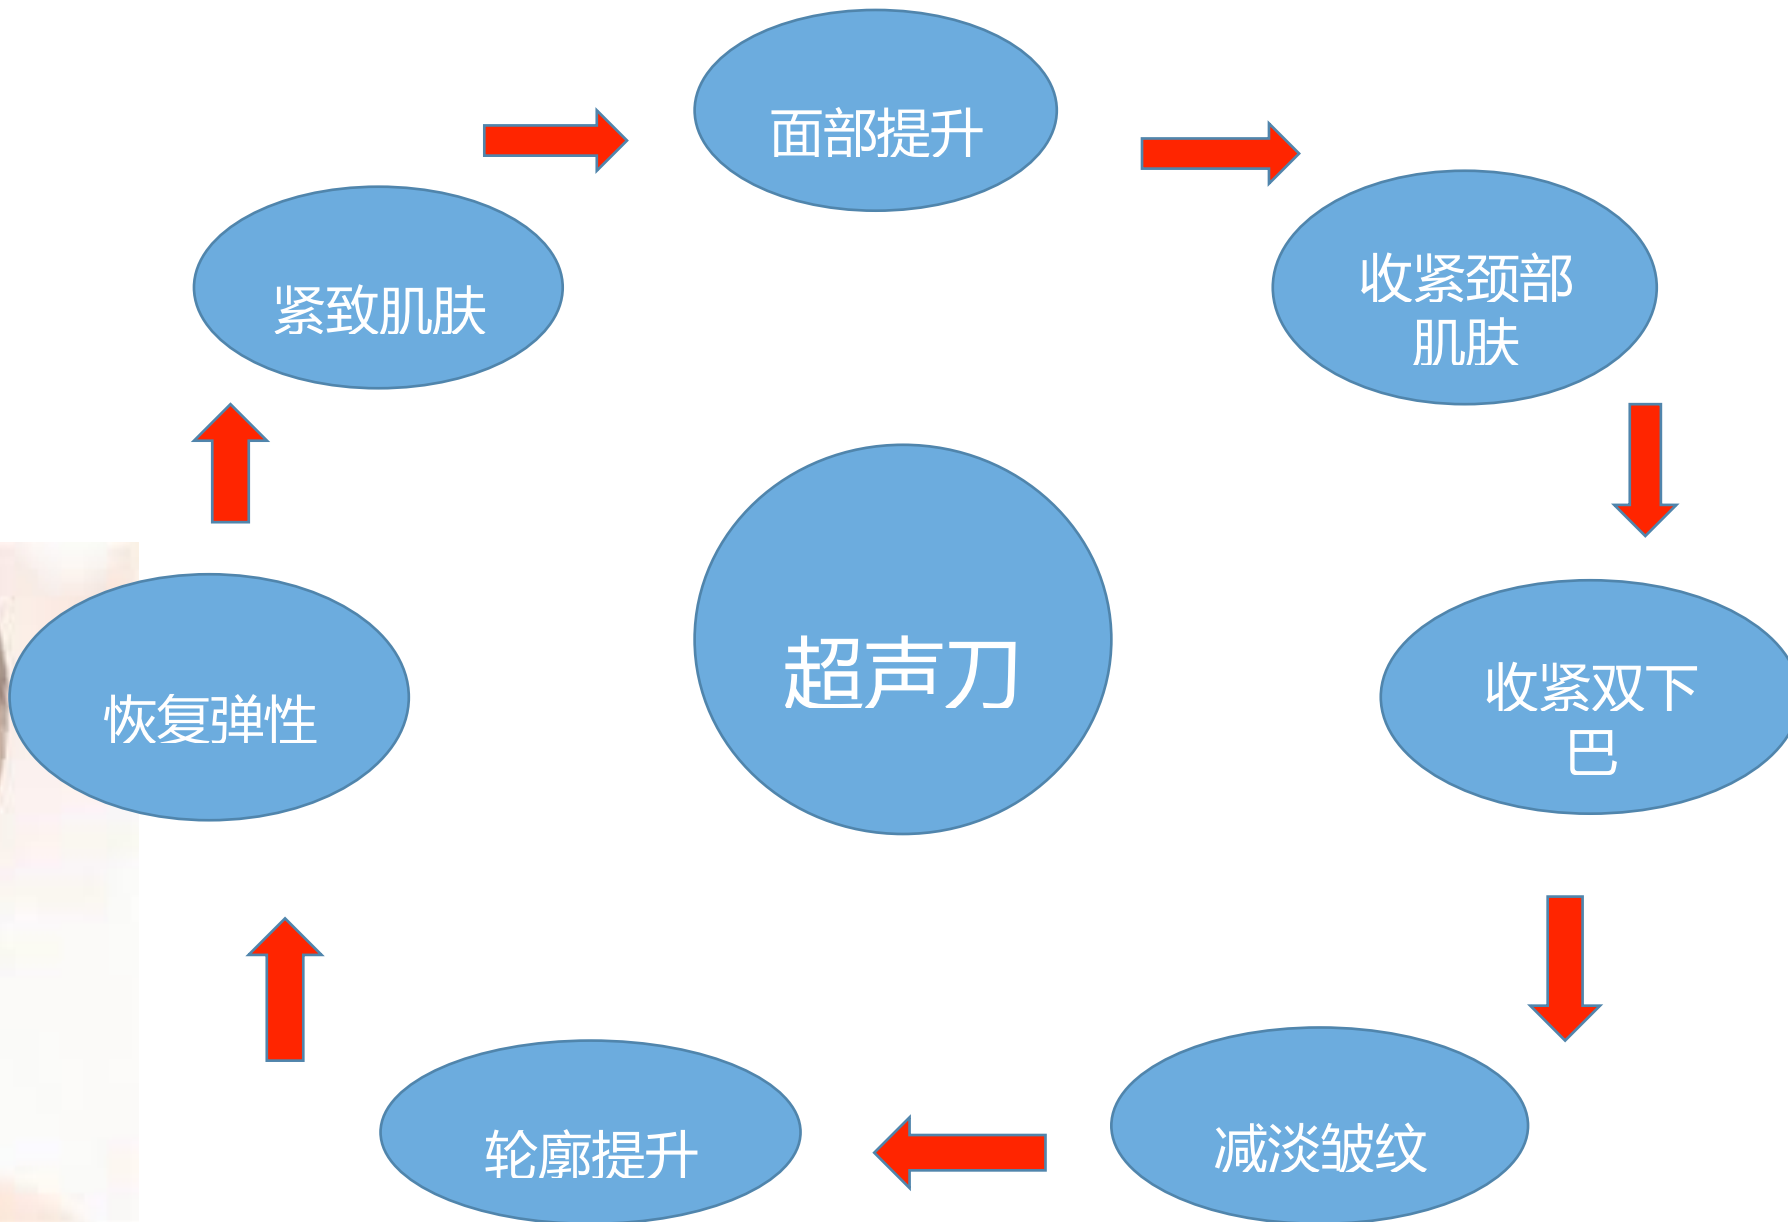 面部提升
紧致肌肤
收紧颈部
肌肤
超声刀
恢复弹性
收紧双下
巴
轮廓提升
减淡皱纹